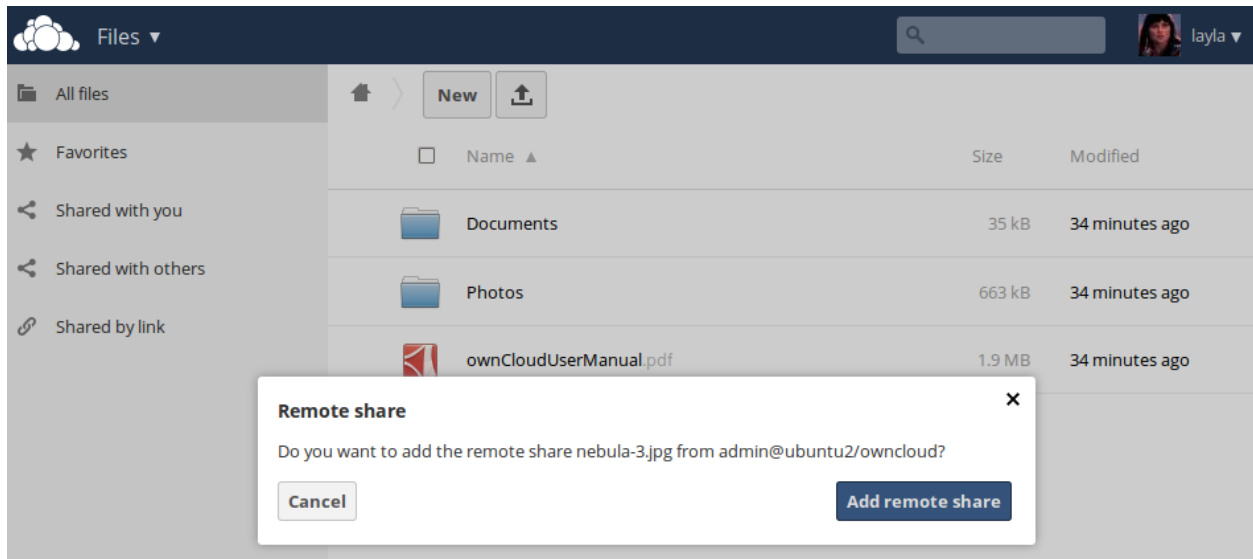 Files ▾ layla ▾
All files
New
Favorites
Name ▲ Size Modified
Shared with you
Documents 35 kB 34 minutes ago
Shared with others
Photos 663 kB 34 minutes ago
Shared by link
ownCloudUserManual.pdf 1.9 MB 34 minutes ago
Remote share
Do you want to add the remote share nebula-3.jpg from admin@ubuntu2/owncloud?
Cancel Add remote share